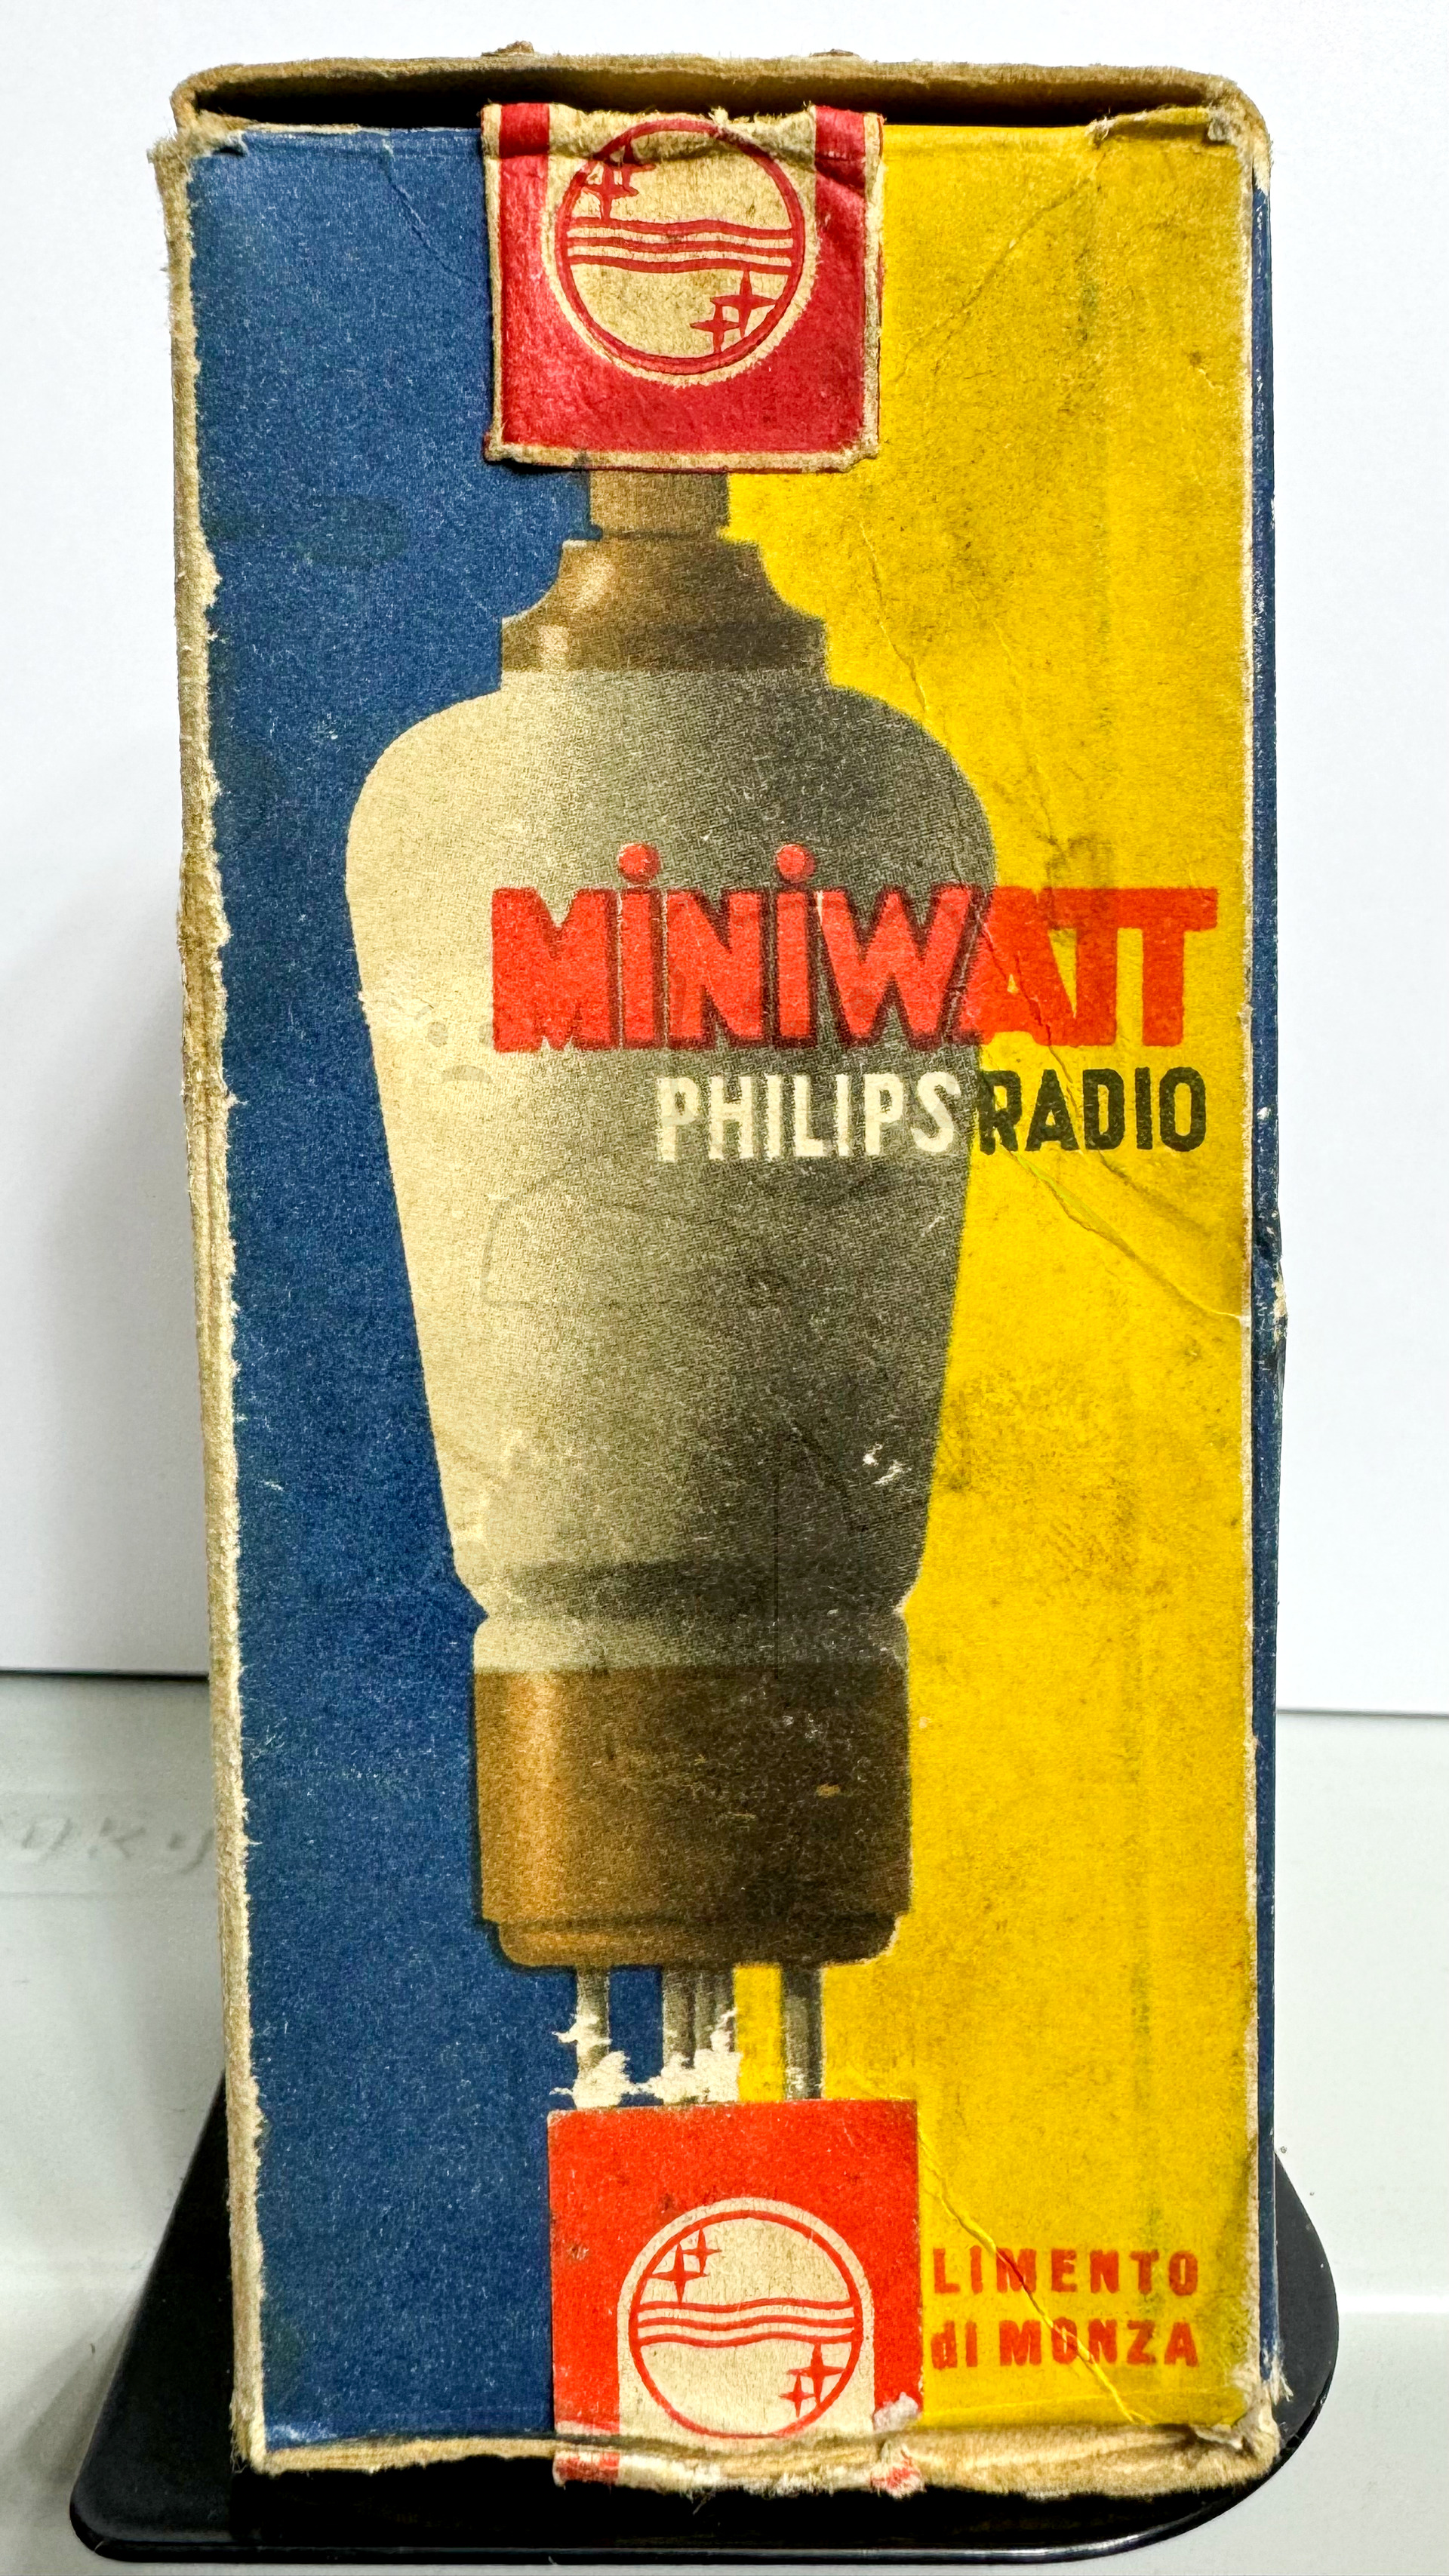 MiNiWATT
PHILIPS RADIO
LIMENTO
di MONZA